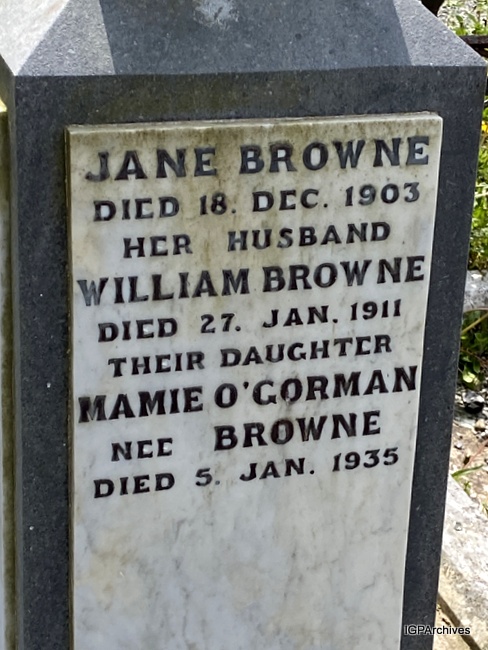 JANE BROWNE
DIED 18. DEC. 1903
HER HUSBAND
WILLIAM BROWNE
DIED 27. JAN. 1911
THEIR DAUGHTER
MAMIE O'GORMAN
NEE BROWNE
DIED 5. JAN. 1935
IGPArchives